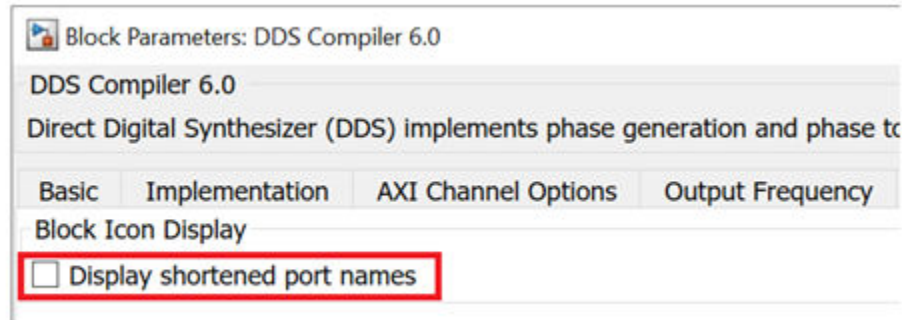 Block Parameters: DDS Compiler 6.0
DDS Compiler 6.0
Direct Digital Synthesizer (DDS) implements phase generation and phase to
Basic Implementation AXI Channel Options Output Frequency
Block Icon Display
Display shortened port names